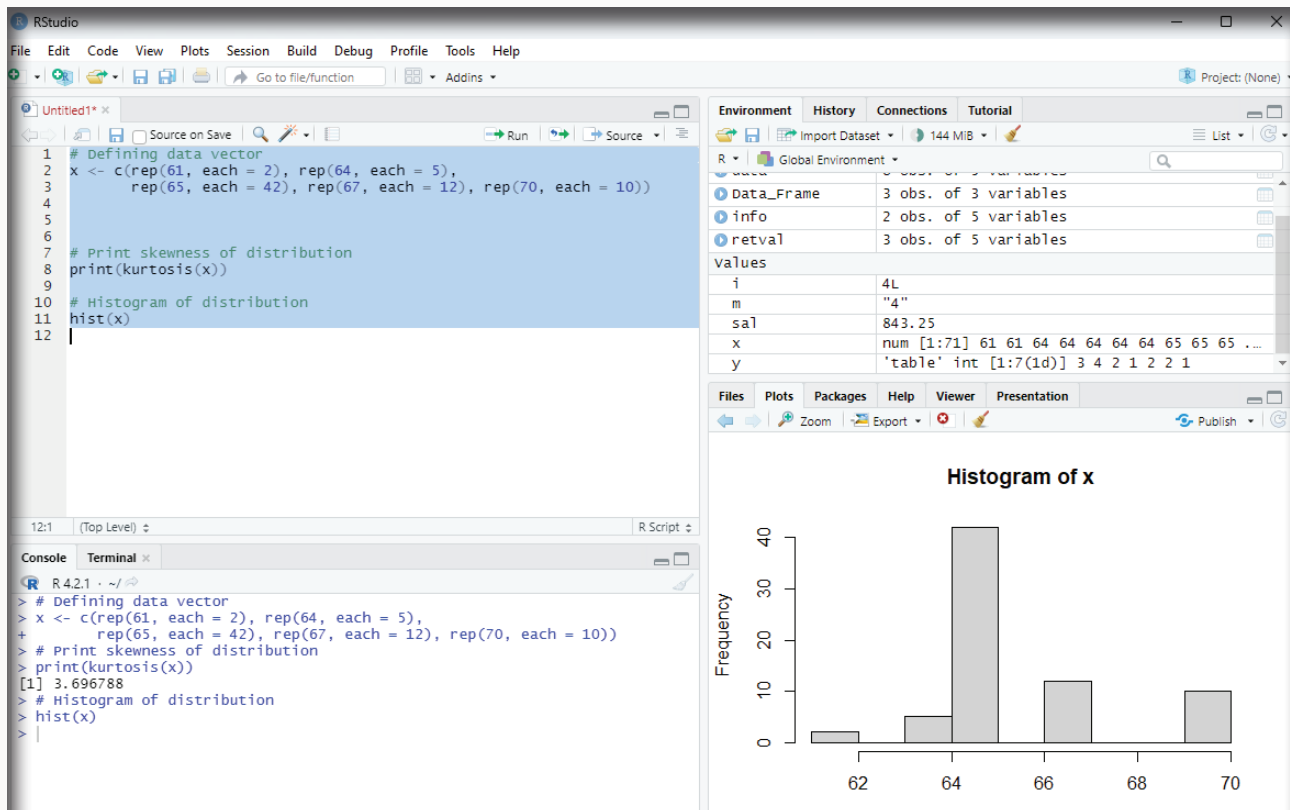 RStudio
File Edit Code View Plots Session Build Debug Profile Tools Help
Go to file/function Addins Project: (None)
Untitled1*
Source on Save Run Source
1 # Defining data vector
2 x <- c(rep(61, each = 2), rep(64, each = 5),
3 rep(65, each = 42), rep(67, each = 12), rep(70, each = 10))
4
5
6
7 # Print skewness of distribution
8 print(kurtosis(x))
9
10 # Histogram of distribution
11 hist(x)
12
12:1 (Top Level) R Script
Console Terminal
R 4.2.1 · ~/
> # Defining data vector
> x <- c(rep(61, each = 2), rep(64, each = 5),
+ rep(65, each = 42), rep(67, each = 12), rep(70, each = 10))
> # Print skewness of distribution
> print(kurtosis(x))
[1] 3.696788
> # Histogram of distribution
> hist(x)
>
Environment History Connections Tutorial
Import Dataset 144 MiB List
R Global Environment
Data_Frame 3 obs. of 3 variables
info 2 obs. of 5 variables
retval 3 obs. of 5 variables
Values
i 4L
m "4"
sal 843.25
x num [1:71] 61 61 64 64 64 64 64 65 65 65 ...
y 'table' int [1:7(1d)] 3 4 2 1 2 2 1
Files Plots Packages Help Viewer Presentation
Zoom Export Publish
Histogram of x
Frequency
40
30
20
10
0
62 64 66 68 70